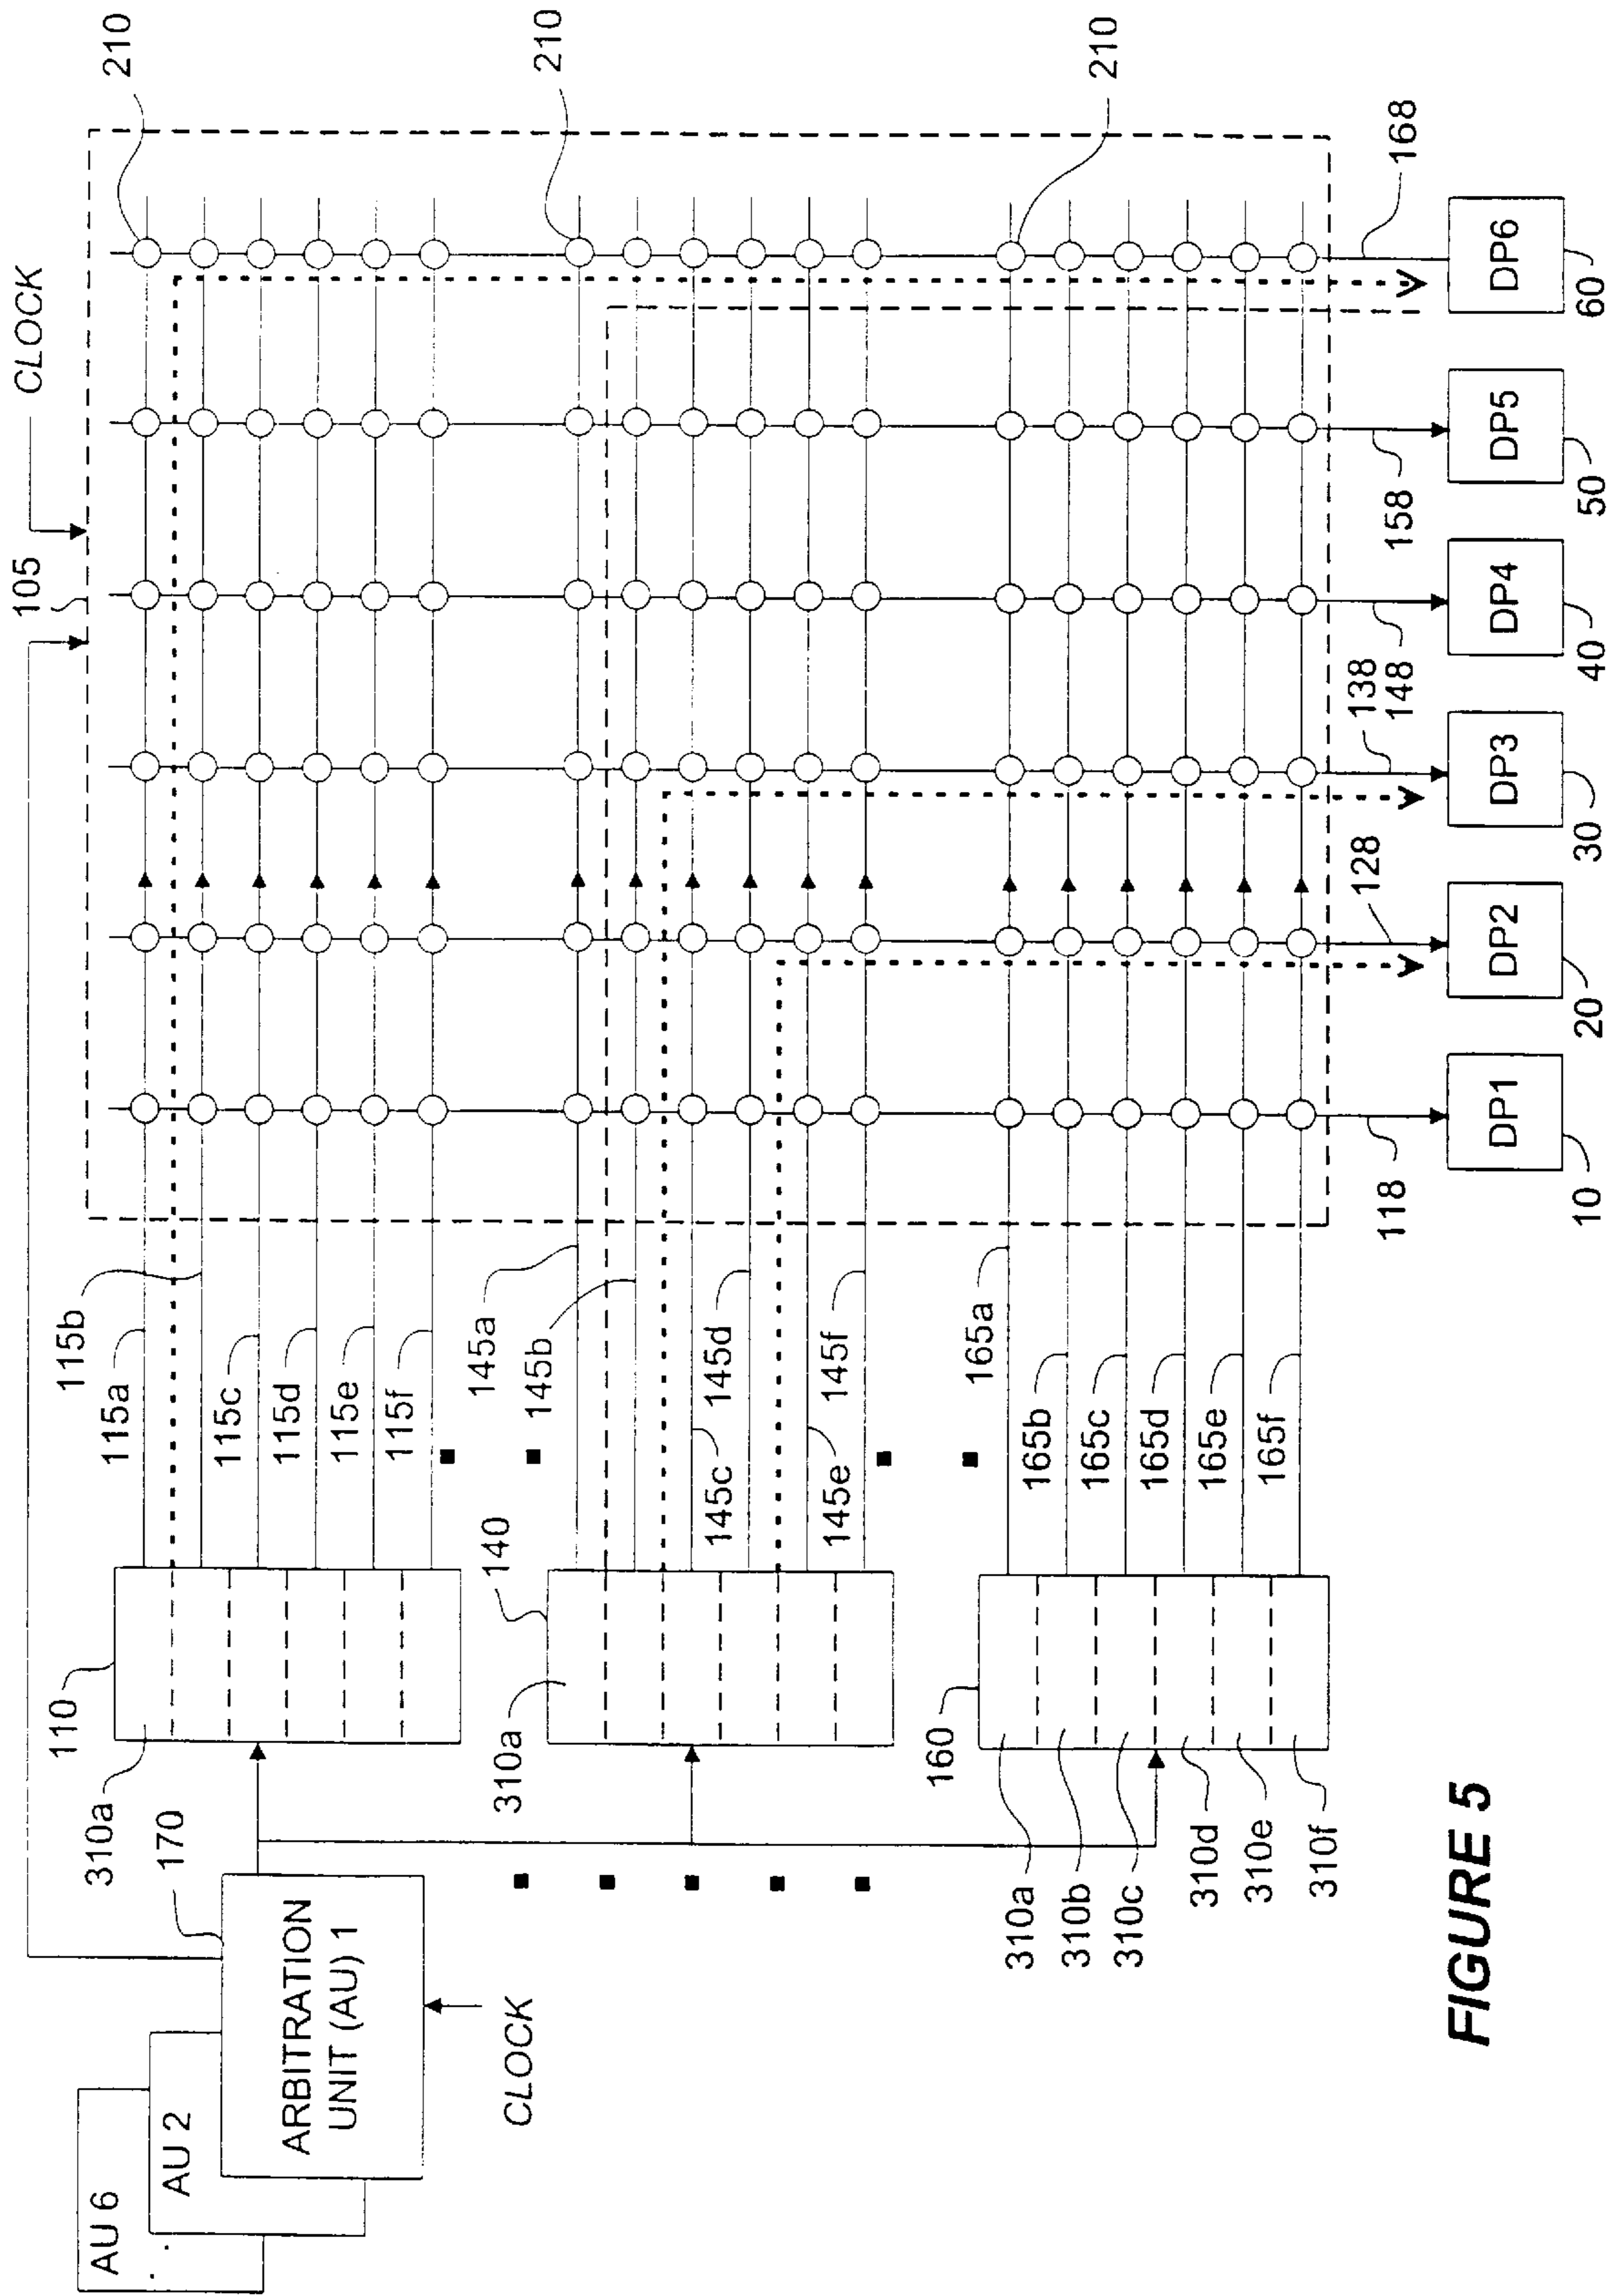 AU 6
AU 2
ARBITRATION
UNIT (AU) 1
CLOCK
170
310a
110
115a
115b
115c
115d
115e
115f
105
CLOCK
210
310a
140
145a
145b
145c
145d
145e
145f
210
160
310a
310b
310c
310d
310e
310f
165a
165b
165c
165d
165e
165f
210
118
128
138
148
158
168
DP1
DP2
DP3
DP4
DP5
DP6
10
20
30
40
50
60
FIGURE 5